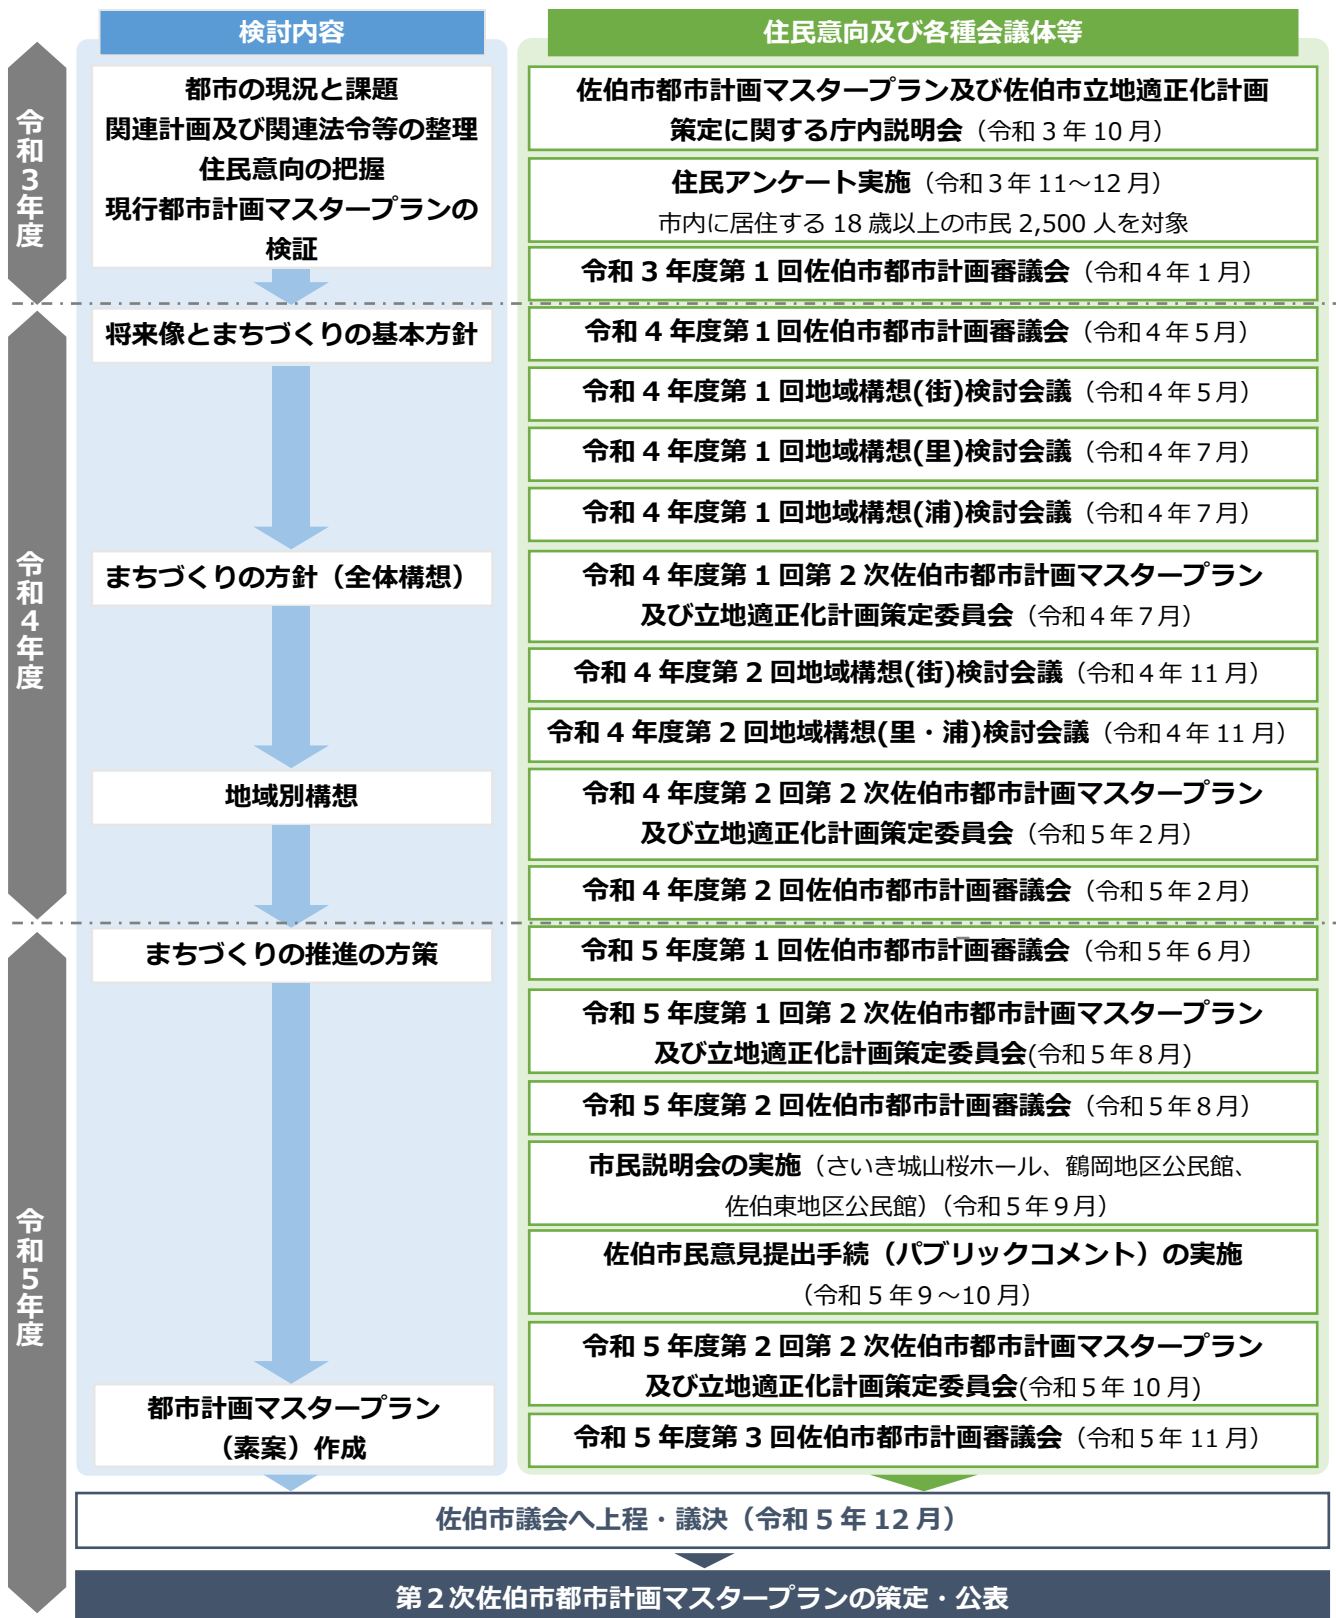 検討内容
住民意向及び各種会議体等
令和3年度
都市の現況と課題
関連計画及び関連法令等の整理
住民意向の把握
現行都市計画マスタープランの
検証
佐伯市都市計画マスタープラン及び佐伯市立地適正化計画
策定に関する庁内説明会（令和３年 10 月）
住民アンケート実施（令和３年 11～12 月）
市内に居住する 18 歳以上の市民 2,500 人を対象
令和 3 年度第 1 回佐伯市都市計画審議会（令和４年 1 月）
令和4年度
将来像とまちづくりの基本方針
令和 4 年度第１回佐伯市都市計画審議会（令和４年５月）
令和 4 年度第 1 回地域構想(街)検討会議（令和４年５月）
令和 4 年度第 1 回地域構想(里)検討会議（令和４年７月）
令和 4 年度第 1 回地域構想(浦)検討会議（令和４年７月）
まちづくりの方針（全体構想）
令和 4 年度第 1 回第 2 次佐伯市都市計画マスタープラン
及び立地適正化計画策定委員会（令和４年７月）
令和 4 年度第 2 回地域構想(街)検討会議（令和４年 11 月）
令和 4 年度第 2 回地域構想(里・浦)検討会議（令和４年 11 月）
地域別構想
令和 4 年度第 2 回第 2 次佐伯市都市計画マスタープラン
及び立地適正化計画策定委員会（令和５年２月）
令和 4 年度第 2 回佐伯市都市計画審議会（令和５年２月）
令和5年度
まちづくりの推進の方策
令和 5 年度第 1 回佐伯市都市計画審議会（令和５年 6 月）
令和 5 年度第 1 回第 2 次佐伯市都市計画マスタープラン
及び立地適正化計画策定委員会(令和５年８月)
令和 5 年度第 2 回佐伯市都市計画審議会（令和５年８月）
市民説明会の実施（さいき城山桜ホール、鶴岡地区公民館、
佐伯東地区公民館）（令和５年９月）
佐伯市民意見提出手続（パブリックコメント）の実施
（令和 5 年９～10 月）
令和 5 年度第 2 回第 2 次佐伯市都市計画マスタープラン
及び立地適正化計画策定委員会(令和５年 10 月)
都市計画マスタープラン
（素案）作成
令和 5 年度第 3 回佐伯市都市計画審議会（令和５年 11 月）
佐伯市議会へ上程・議決（令和 5 年 12 月）
第２次佐伯市都市計画マスタープランの策定・公表